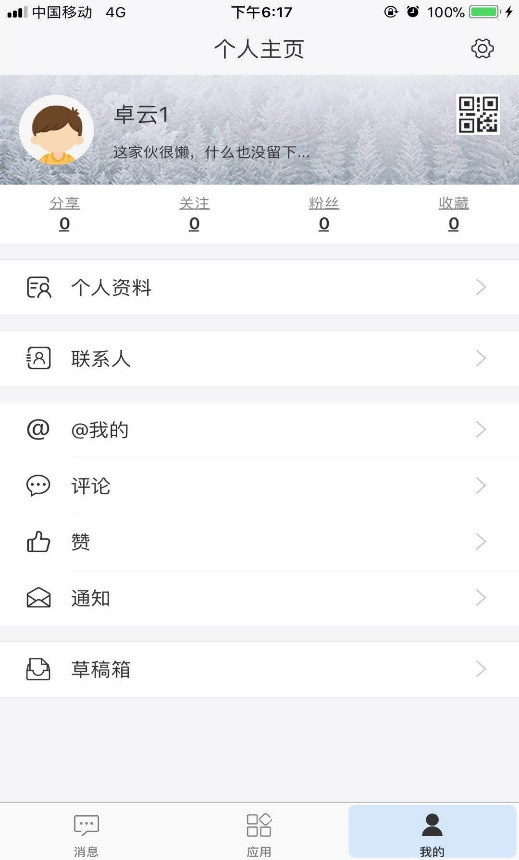 中国移动 4G 下午6:17 100%
个人主页
卓云1
这家伙很懒，什么也没留下...
分享 关注 粉丝 收藏
0 0 0 0
个人资料
联系人
@我的
评论
赞
通知
草稿箱
消息 应用 我的